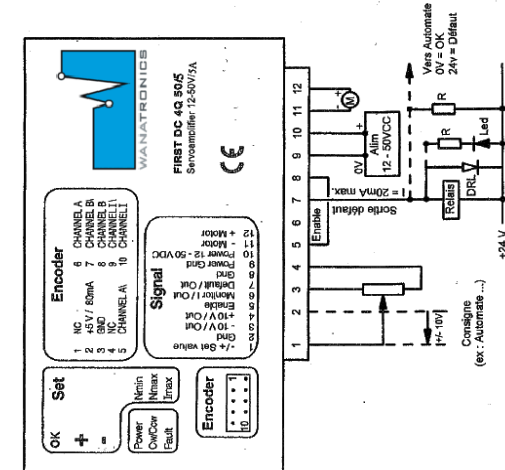 WANATRONICS
FIRST DC 4Q 50/5
Servoamplifier 12-50V/5A
CE
Encoder
1 NC 6 CHANNEL A
2 +5 V / 80mA 7 CHANNEL B\
3 GND 8 CHANNEL B
4 NC 9 CHANNEL I\
5 CHANNEL A\ 10 CHANNEL I
Signal
1 -/+ Set value
2 Gnd
3 - 10V / Out
4 +10V / Out
5 Enable
6 Monitor I / Out
7 Default / Out
8 Gnd
9 Power Gnd
10 Power 12 - 50 VDC
11 - Motor
12 + Motor
OK Set
+
-
Nmin
Nmax
Imax
Power
Cw/Ccw
Fault
Encoder
10 1
1 2 3 4 5 6 7 8 9 10 11 12
Enable
- +
M
0V +
Alim
12 - 50VCC
Sortie défaut
= 20mA max.
+/- 10V
Consigne
(ex : Automate ...)
Relais
DRL
R
Led
R
+24 V
Vers Automate
0V = OK
24v = Défaut